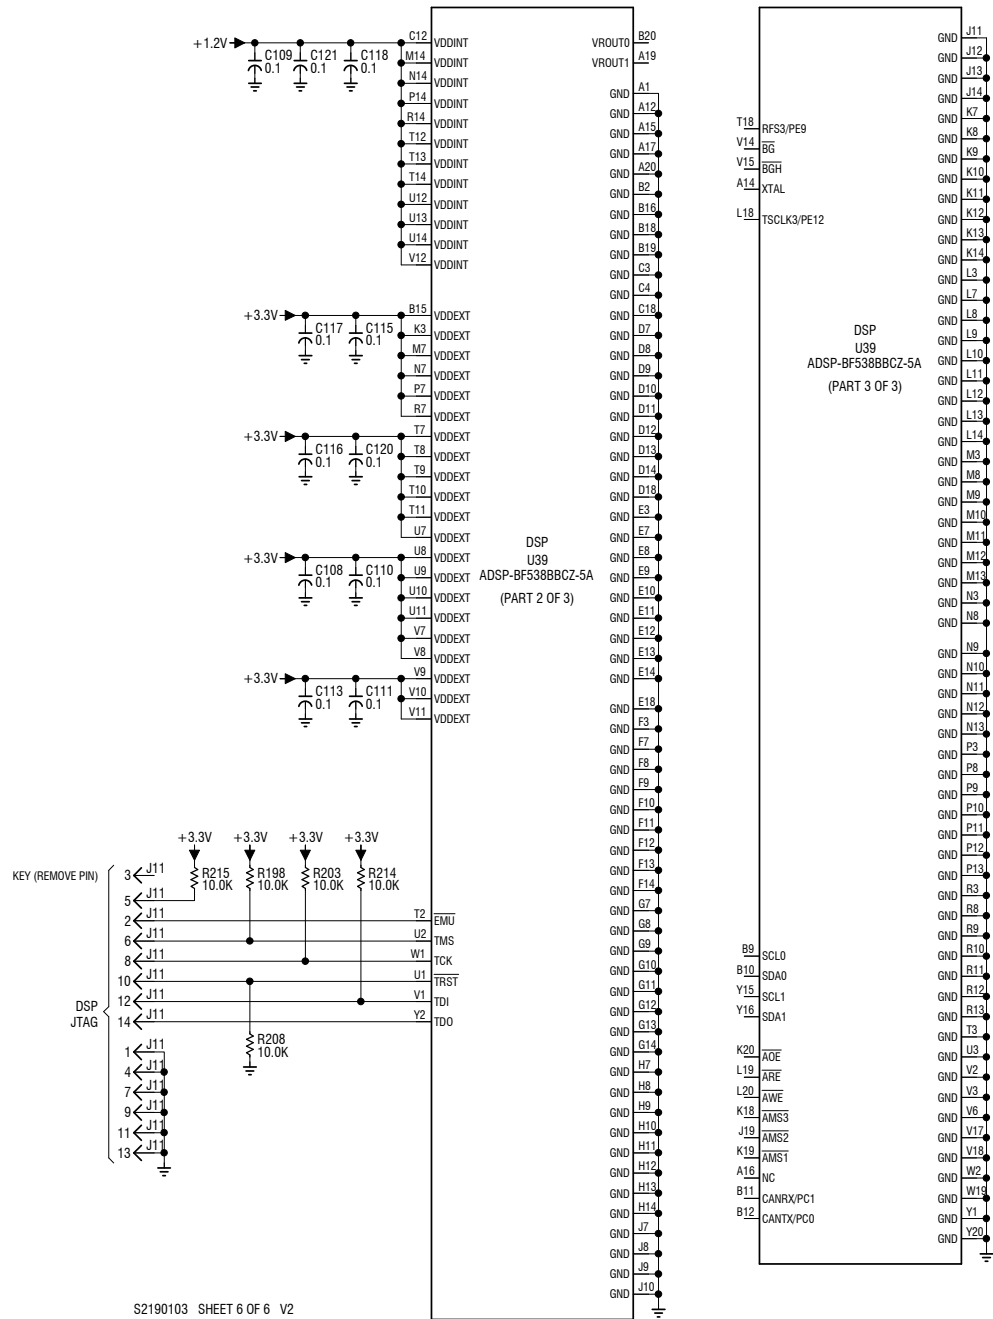 +1.2V
C109
0.1
C121
0.1
C118
0.1
C12 VDDINT
M14 VDDINT
N14 VDDINT
P14 VDDINT
R14 VDDINT
T12 VDDINT
T13 VDDINT
T14 VDDINT
U12 VDDINT
U13 VDDINT
U14 VDDINT
V12 VDDINT
+3.3V
C117
0.1
C115
0.1
B15 VDDEXT
K3 VDDEXT
M7 VDDEXT
N7 VDDEXT
P7 VDDEXT
R7 VDDEXT
+3.3V
C116
0.1
C120
0.1
T7 VDDEXT
T8 VDDEXT
T9 VDDEXT
T10 VDDEXT
T11 VDDEXT
U7 VDDEXT
+3.3V
C108
0.1
C110
0.1
U8 VDDEXT
U9 VDDEXT
U10 VDDEXT
U11 VDDEXT
V7 VDDEXT
V8 VDDEXT
+3.3V
C113
0.1
C111
0.1
V9 VDDEXT
V10 VDDEXT
V11 VDDEXT
+3.3V +3.3V +3.3V +3.3V
R215
10.0K
R198
10.0K
R203
10.0K
R214
10.0K
KEY (REMOVE PIN)
3 J11
5 J11
2 J11 T2 EMU
6 J11 U2 TMS
8 J11 W1 TCK
10 J11 U1 TRST
12 J11 V1 TDI
14 J11 Y2 TDO
DSP
JTAG
R208
10.0K
1 J11
4 J11
7 J11
9 J11
11 J11
13 J11
DSP
U39
ADSP-BF538BBCZ-5A
(PART 2 OF 3)
VROUT0 B20
VROUT1 A19
GND A1
GND A12
GND A15
GND A17
GND A20
GND B2
GND B16
GND B18
GND B19
GND C3
GND C4
GND C18
GND D7
GND D8
GND D9
GND D10
GND D11
GND D12
GND D13
GND D14
GND D18
GND E3
GND E7
GND E8
GND E9
GND E10
GND E11
GND E12
GND E13
GND E14
GND E18
GND F3
GND F7
GND F8
GND F9
GND F10
GND F11
GND F12
GND F13
GND F14
GND G7
GND G8
GND G9
GND G10
GND G11
GND G12
GND G13
GND G14
GND H7
GND H8
GND H9
GND H10
GND H11
GND H12
GND H13
GND H14
GND J7
GND J8
GND J9
GND J10
T18 RFS3/PE9
V14 BG
V15 BGH
A14 XTAL
L18 TSCLK3/PE12
DSP
U39
ADSP-BF538BBCZ-5A
(PART 3 OF 3)
B9 SCL0
B10 SDA0
Y15 SCL1
Y16 SDA1
K20 AOE
L19 ARE
L20 AWE
K18 AMS3
J19 AMS2
K19 AMS1
A16 NC
B11 CANRX/PC1
B12 CANTX/PC0
GND J11
GND J12
GND J13
GND J14
GND K7
GND K8
GND K9
GND K10
GND K11
GND K12
GND K13
GND K14
GND L3
GND L7
GND L8
GND L9
GND L10
GND L11
GND L12
GND L13
GND L14
GND M3
GND M8
GND M9
GND M10
GND M11
GND M12
GND M13
GND N3
GND N8
GND N9
GND N10
GND N11
GND N12
GND N13
GND P3
GND P8
GND P9
GND P10
GND P11
GND P12
GND P13
GND R3
GND R8
GND R9
GND R10
GND R11
GND R12
GND R13
GND T3
GND U3
GND V2
GND V3
GND V6
GND V17
GND V18
GND W2
GND W19
GND Y1
GND Y20
S2190103 SHEET 6 OF 6 V2